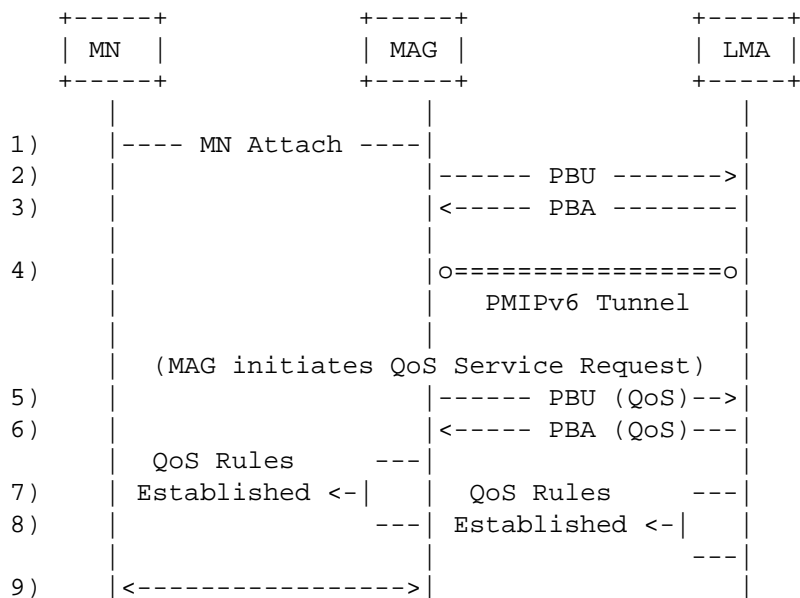 +-----+              +-----+              +-----+
| MN  |              | MAG |              | LMA |
+-----+              +-----+              +-----+
|                    |                    |
1)     |---- MN Attach ----|                   |
2)     |                   |------ PBU ------->|
3)     |                   |<----- PBA --------|
|                   |                   |
4)     |                   |o=================o|
|                   |   PMIPv6 Tunnel   |
|                   |                   |
|  (MAG initiates QoS Service Request)  |
5)     |                   |------ PBU (QoS)-->|
6)     |                   |<----- PBA (QoS)---|
|  QoS Rules     ---|                   |
7)     | Established <-|   |  QoS Rules     ---|
8)     |                ---| Established <-|   |
|                   |                ---|
9)     |<----------------->|                   |